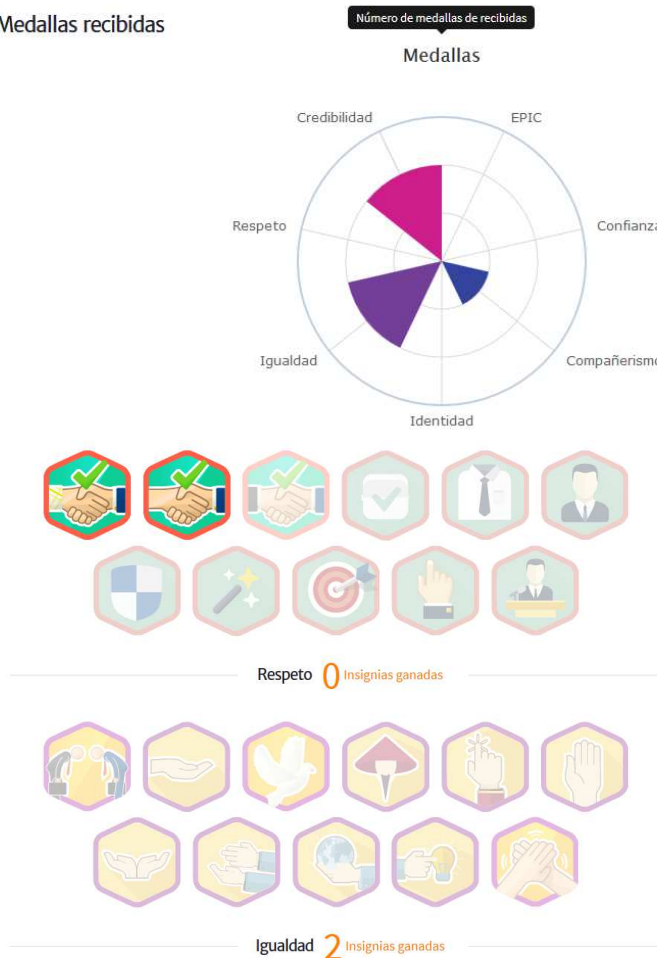 Medallas recibidas
Número de medallas de recibidas
Medallas
Credibilidad
EPIC
Respeto
Confianza
Igualdad
Compañerismo
Identidad
Respeto 0 Insignias ganadas
Igualdad 2 Insignias ganadas